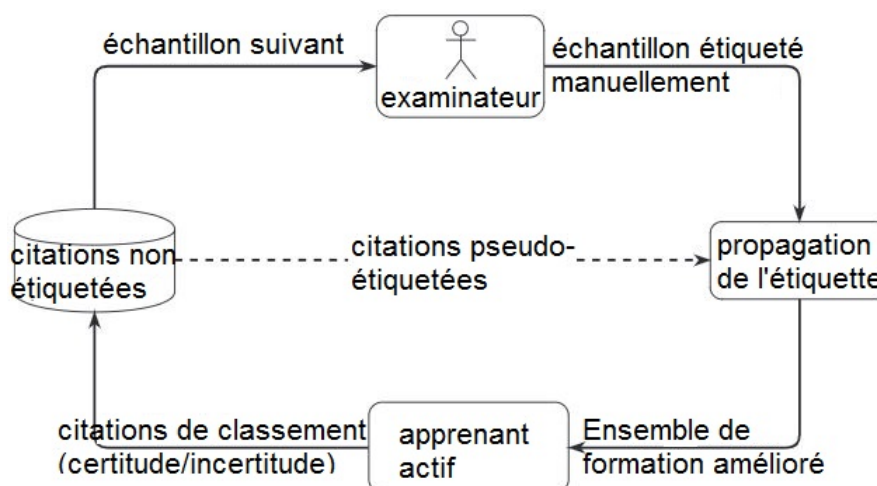 échantillon suivant
examinateur
échantillon étiqueté
manuellement
citations non
étiquetées
citations pseudo-
étiquetées
propagation
de l'étiquette
citations de classement
(certitude/incertitude)
apprenant
actif
Ensemble de
formation amélioré